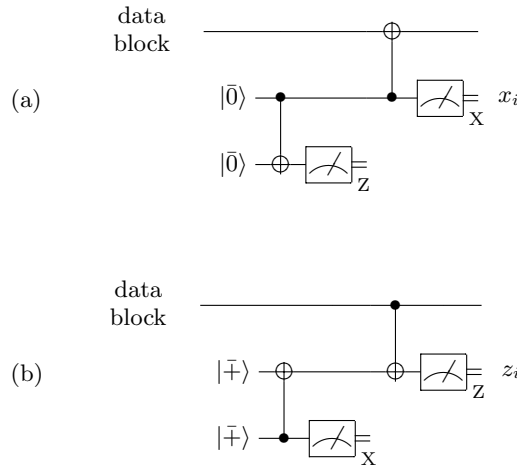 data
block
(a)
|0̄⟩
X
x_i
|0̄⟩
Z
data
block
(b)
|+̄⟩
Z
z_i
|+̄⟩
X